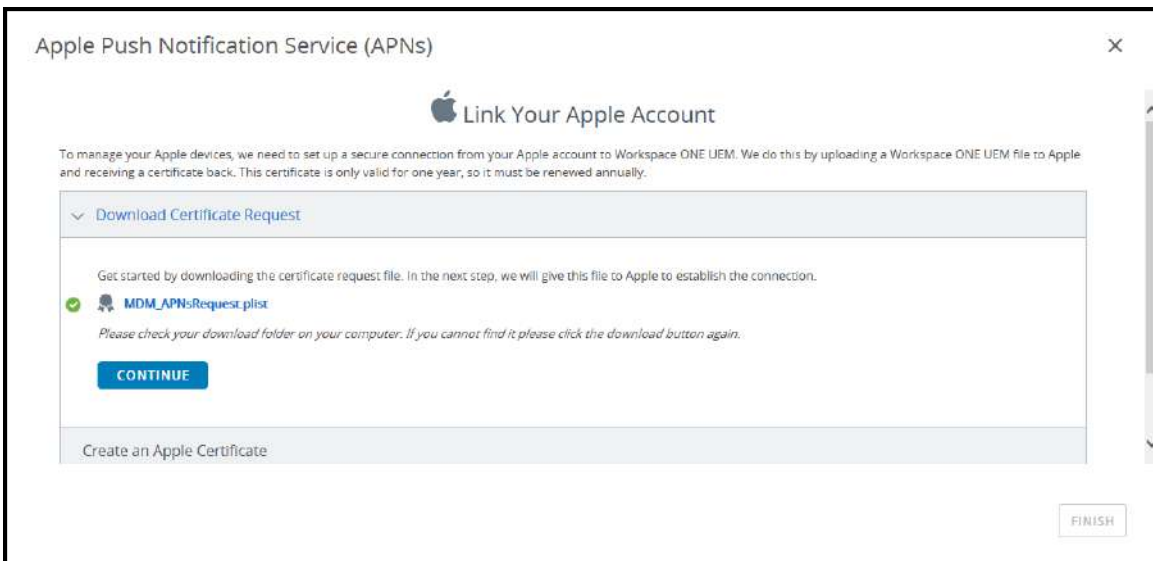 Apple Push Notification Service (APNs)
Link Your Apple Account
To manage your Apple devices, we need to set up a secure connection from your Apple account to Workspace ONE UEM. We do this by uploading a Workspace ONE UEM file to Apple
and receiving a certificate back. This certificate is only valid for one year, so it must be renewed annually.
Download Certificate Request
Get started by downloading the certificate request file. In the next step, we will give this file to Apple to establish the connection.
MDM_APNsRequest.plist
Please check your download folder on your computer. If you cannot find it please click the download button again.
CONTINUE
Create an Apple Certificate
FINISH